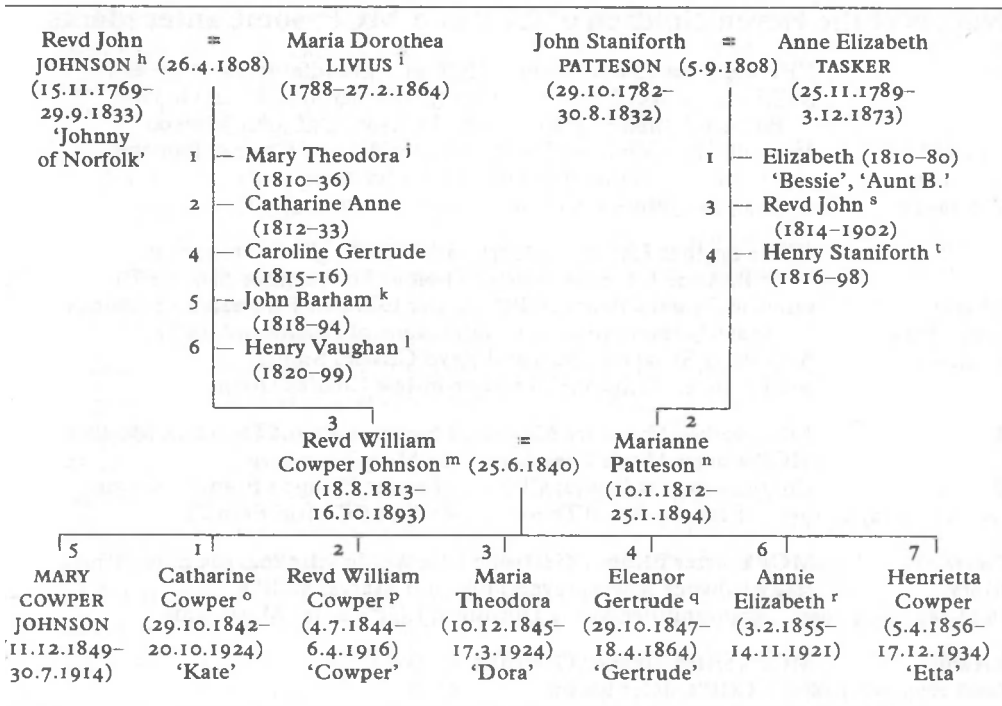 Revd John = Maria Dorothea
JOHNSON h (26.4.1808) LIVIUS i
(15.11.1769– (1788–27.2.1864)
29.9.1833)
‘Johnny
of Norfolk’
1 – Mary Theodora j
(1810–36)
2 – Catharine Anne
(1812–33)
4 – Caroline Gertrude
(1815–16)
5 – John Barham k
(1818–94)
6 – Henry Vaughan l
(1820–99)
John Staniforth = Anne Elizabeth
PATTESON (5.9.1808) TASKER
(29.10.1782– (25.11.1789–
30.8.1832) 3.12.1873)
1 – Elizabeth (1810–80)
‘Bessie’, ‘Aunt B.’
3 – Revd John s
(1814–1902)
4 – Henry Staniforth t
(1816–98)
3 2
Revd William = Marianne
Cowper Johnson m (25.6.1840) Patteson n
(18.8.1813– (10.1.1812–
16.10.1893) 25.1.1894)
5
MARY
COWPER
JOHNSON
11.12.1849–
30.7.1914)
1
Catharine
Cowper o
(29.10.1842–
20.10.1924)
‘Kate’
2
Revd William
Cowper p
(4.7.1844–
6.4.1916)
‘Cowper’
3
Maria
Theodora
(10.12.1845–
17.3.1924)
‘Dora’
4
Eleanor
Gertrude q
(29.10.1847–
18.4.1864)
‘Gertrude’
6
Annie
Elizabeth r
(3.2.1855–
14.11.1921)
7
Henrietta
Cowper
(5.4.1856–
17.12.1934)
‘Etta’